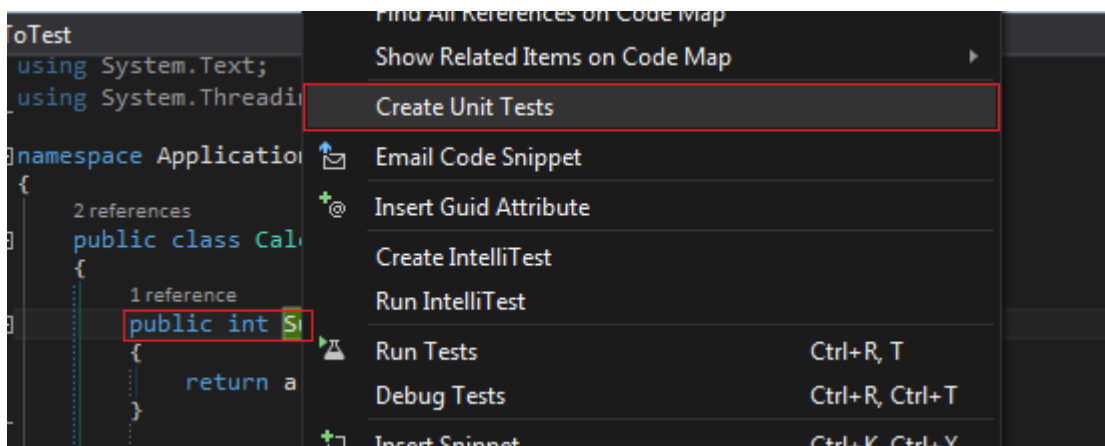 Find All References on Code Map
oTest
Show Related Items on Code Map
using System.Text;
using System.Threadi
Create Unit Tests
namespace Applicatio
Email Code Snippet
{
2 references
Insert Guid Attribute
public class Cal
{
Create IntelliTest
1 reference
Run IntelliTest
public int S
{
Run Tests Ctrl+R, T
return a
Debug Tests Ctrl+R, Ctrl+T
}
Insert Snippet Ctrl+K, Ctrl+X